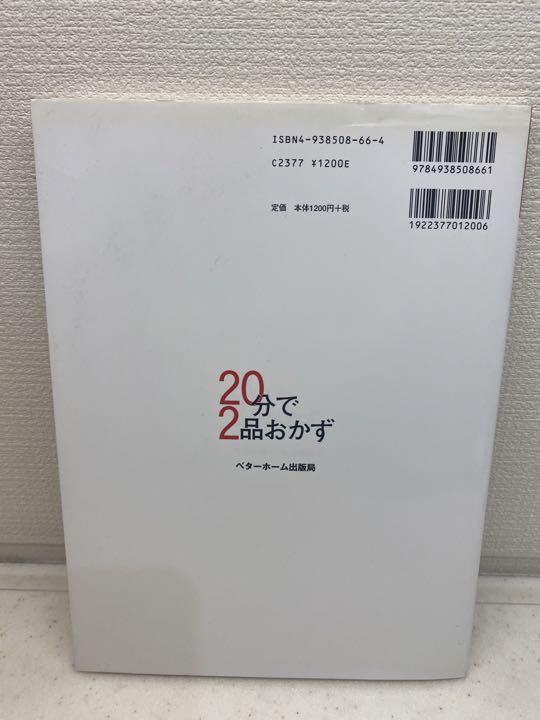 ISBN4-938508-66-4
C2377 ¥1200E
定価 本体1200円+税
9784938508661
1922377012006
20分で
2品おかず
ベターホーム出版局